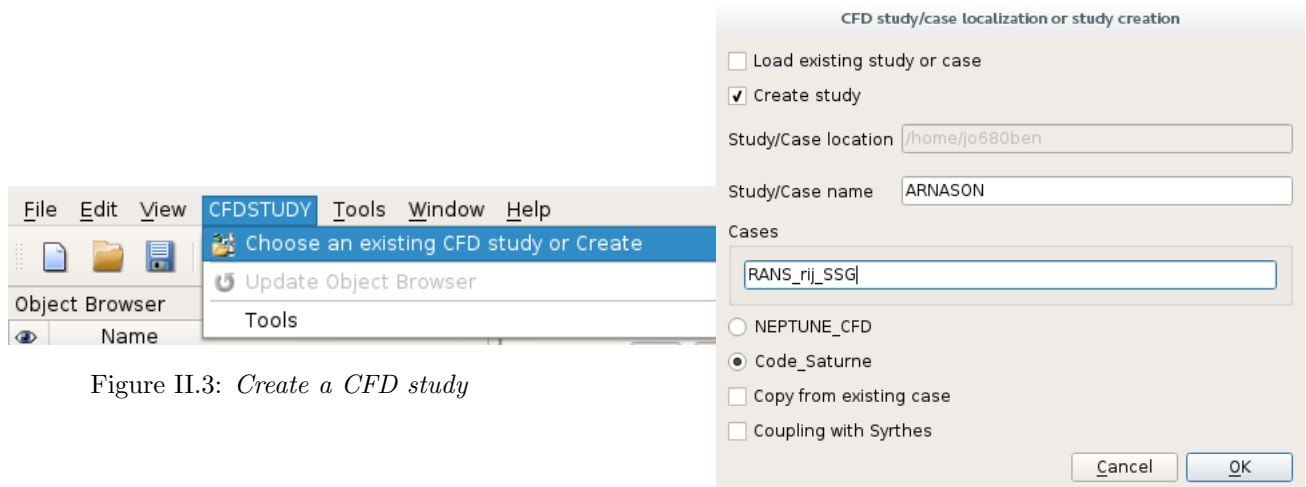 File Edit View CFDSTUDY Tools Window Help
Choose an existing CFD study or Create
Update Object Browser
Tools
Object Browser
Name
Figure II.3: Create a CFD study
CFD study/case localization or study creation
Load existing study or case
Create study
Study/Case location /home/jo680ben
Study/Case name ARNASON
Cases
RANS_rij_SSG
NEPTUNE_CFD
Code_Saturne
Copy from existing case
Coupling with Syrthes
Cancel OK